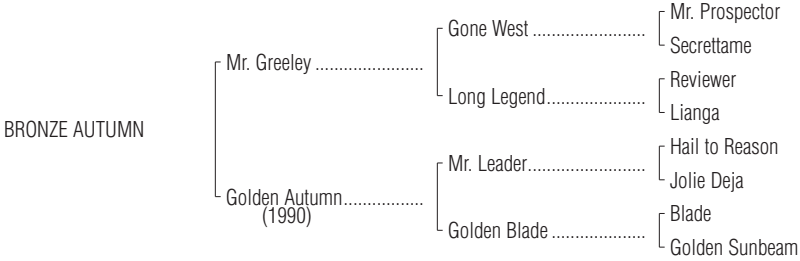 Mr. Prospector
Gone West ........................
Secrettame
Mr. Greeley .......................
Reviewer
Long Legend.....................
Lianga
BRONZE AUTUMN
Hail to Reason
Mr. Leader.........................
Jolie Deja
Golden Autumn.................
(1990)
Blade
Golden Blade ....................
Golden Sunbeam